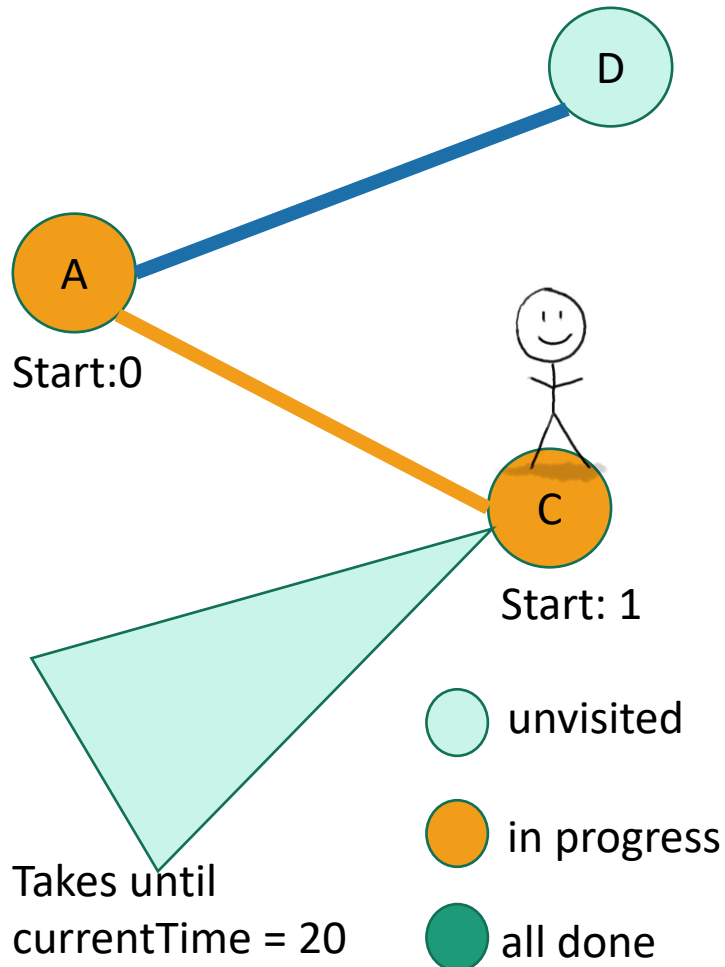 D
A
Start:0
C
Start: 1
unvisited
in progress
Takes until
currentTime = 20
all done